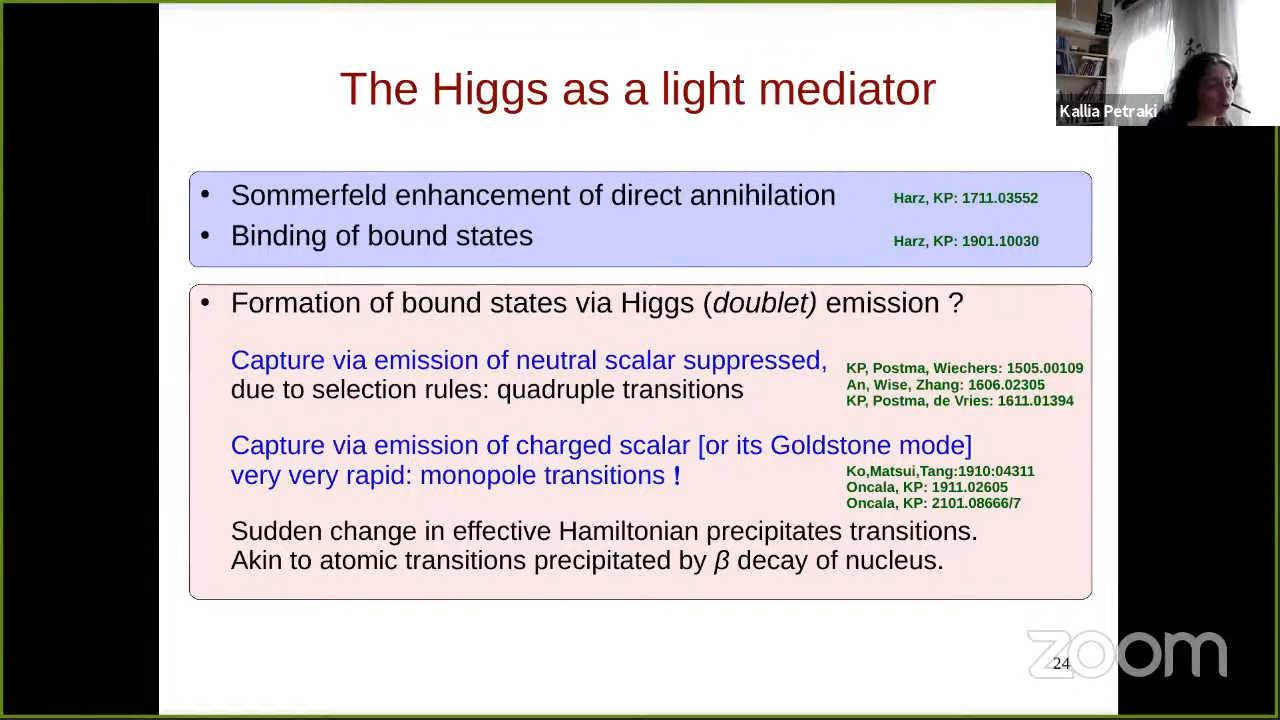 The Higgs as a light mediator
Kallia Petraki
• Sommerfeld enhancement of direct annihilation
Harz, KP: 1711.03552
• Binding of bound states
Harz, KP: 1901.10030
• Formation of bound states via Higgs (doublet) emission ?
Capture via emission of neutral scalar suppressed,
due to selection rules: quadruple transitions
KP, Postma, Wiechers: 1505.00109
An, Wise, Zhang: 1606.02305
KP, Postma, de Vries: 1611.01394
Capture via emission of charged scalar [or its Goldstone mode]
very very rapid: monopole transitions !
Ko,Matsui,Tang:1910:04311
Oncala, KP: 1911.02605
Oncala, KP: 2101.08666/7
Sudden change in effective Hamiltonian precipitates transitions.
Akin to atomic transitions precipitated by β decay of nucleus.
24
zoom